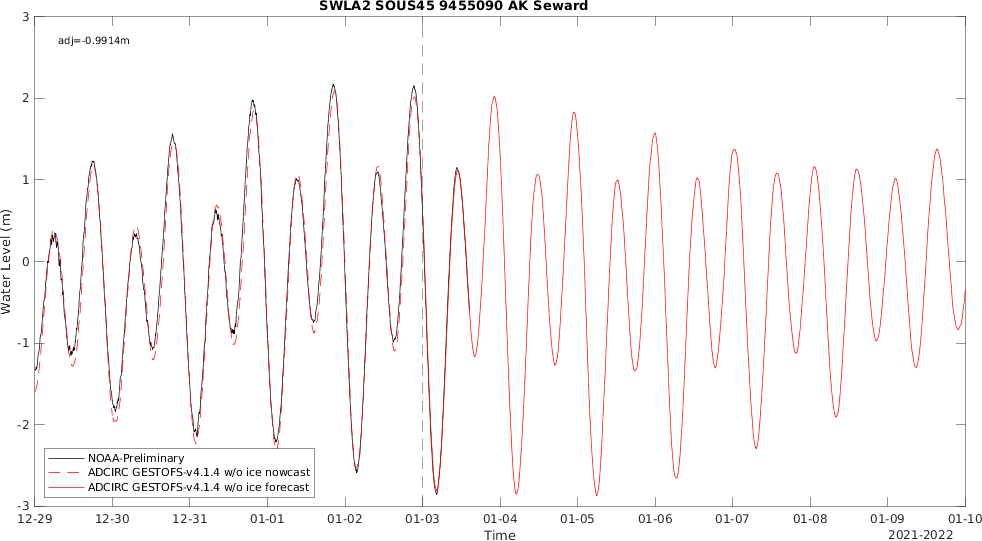 SWLA2 SOUS45 9455090 AK Seward
adj=-0.9914m
3
2
1
0
-1
-2
-3
Water Level (m)
NOAA-Preliminary
ADCIRC GESTOFS-v4.1.4 w/o ice nowcast
ADCIRC GESTOFS-v4.1.4 w/o ice forecast
12-29 12-30 12-31 01-01 01-02 01-03 01-04 01-05 01-06 01-07 01-08 01-09 01-10
Time
2021-2022